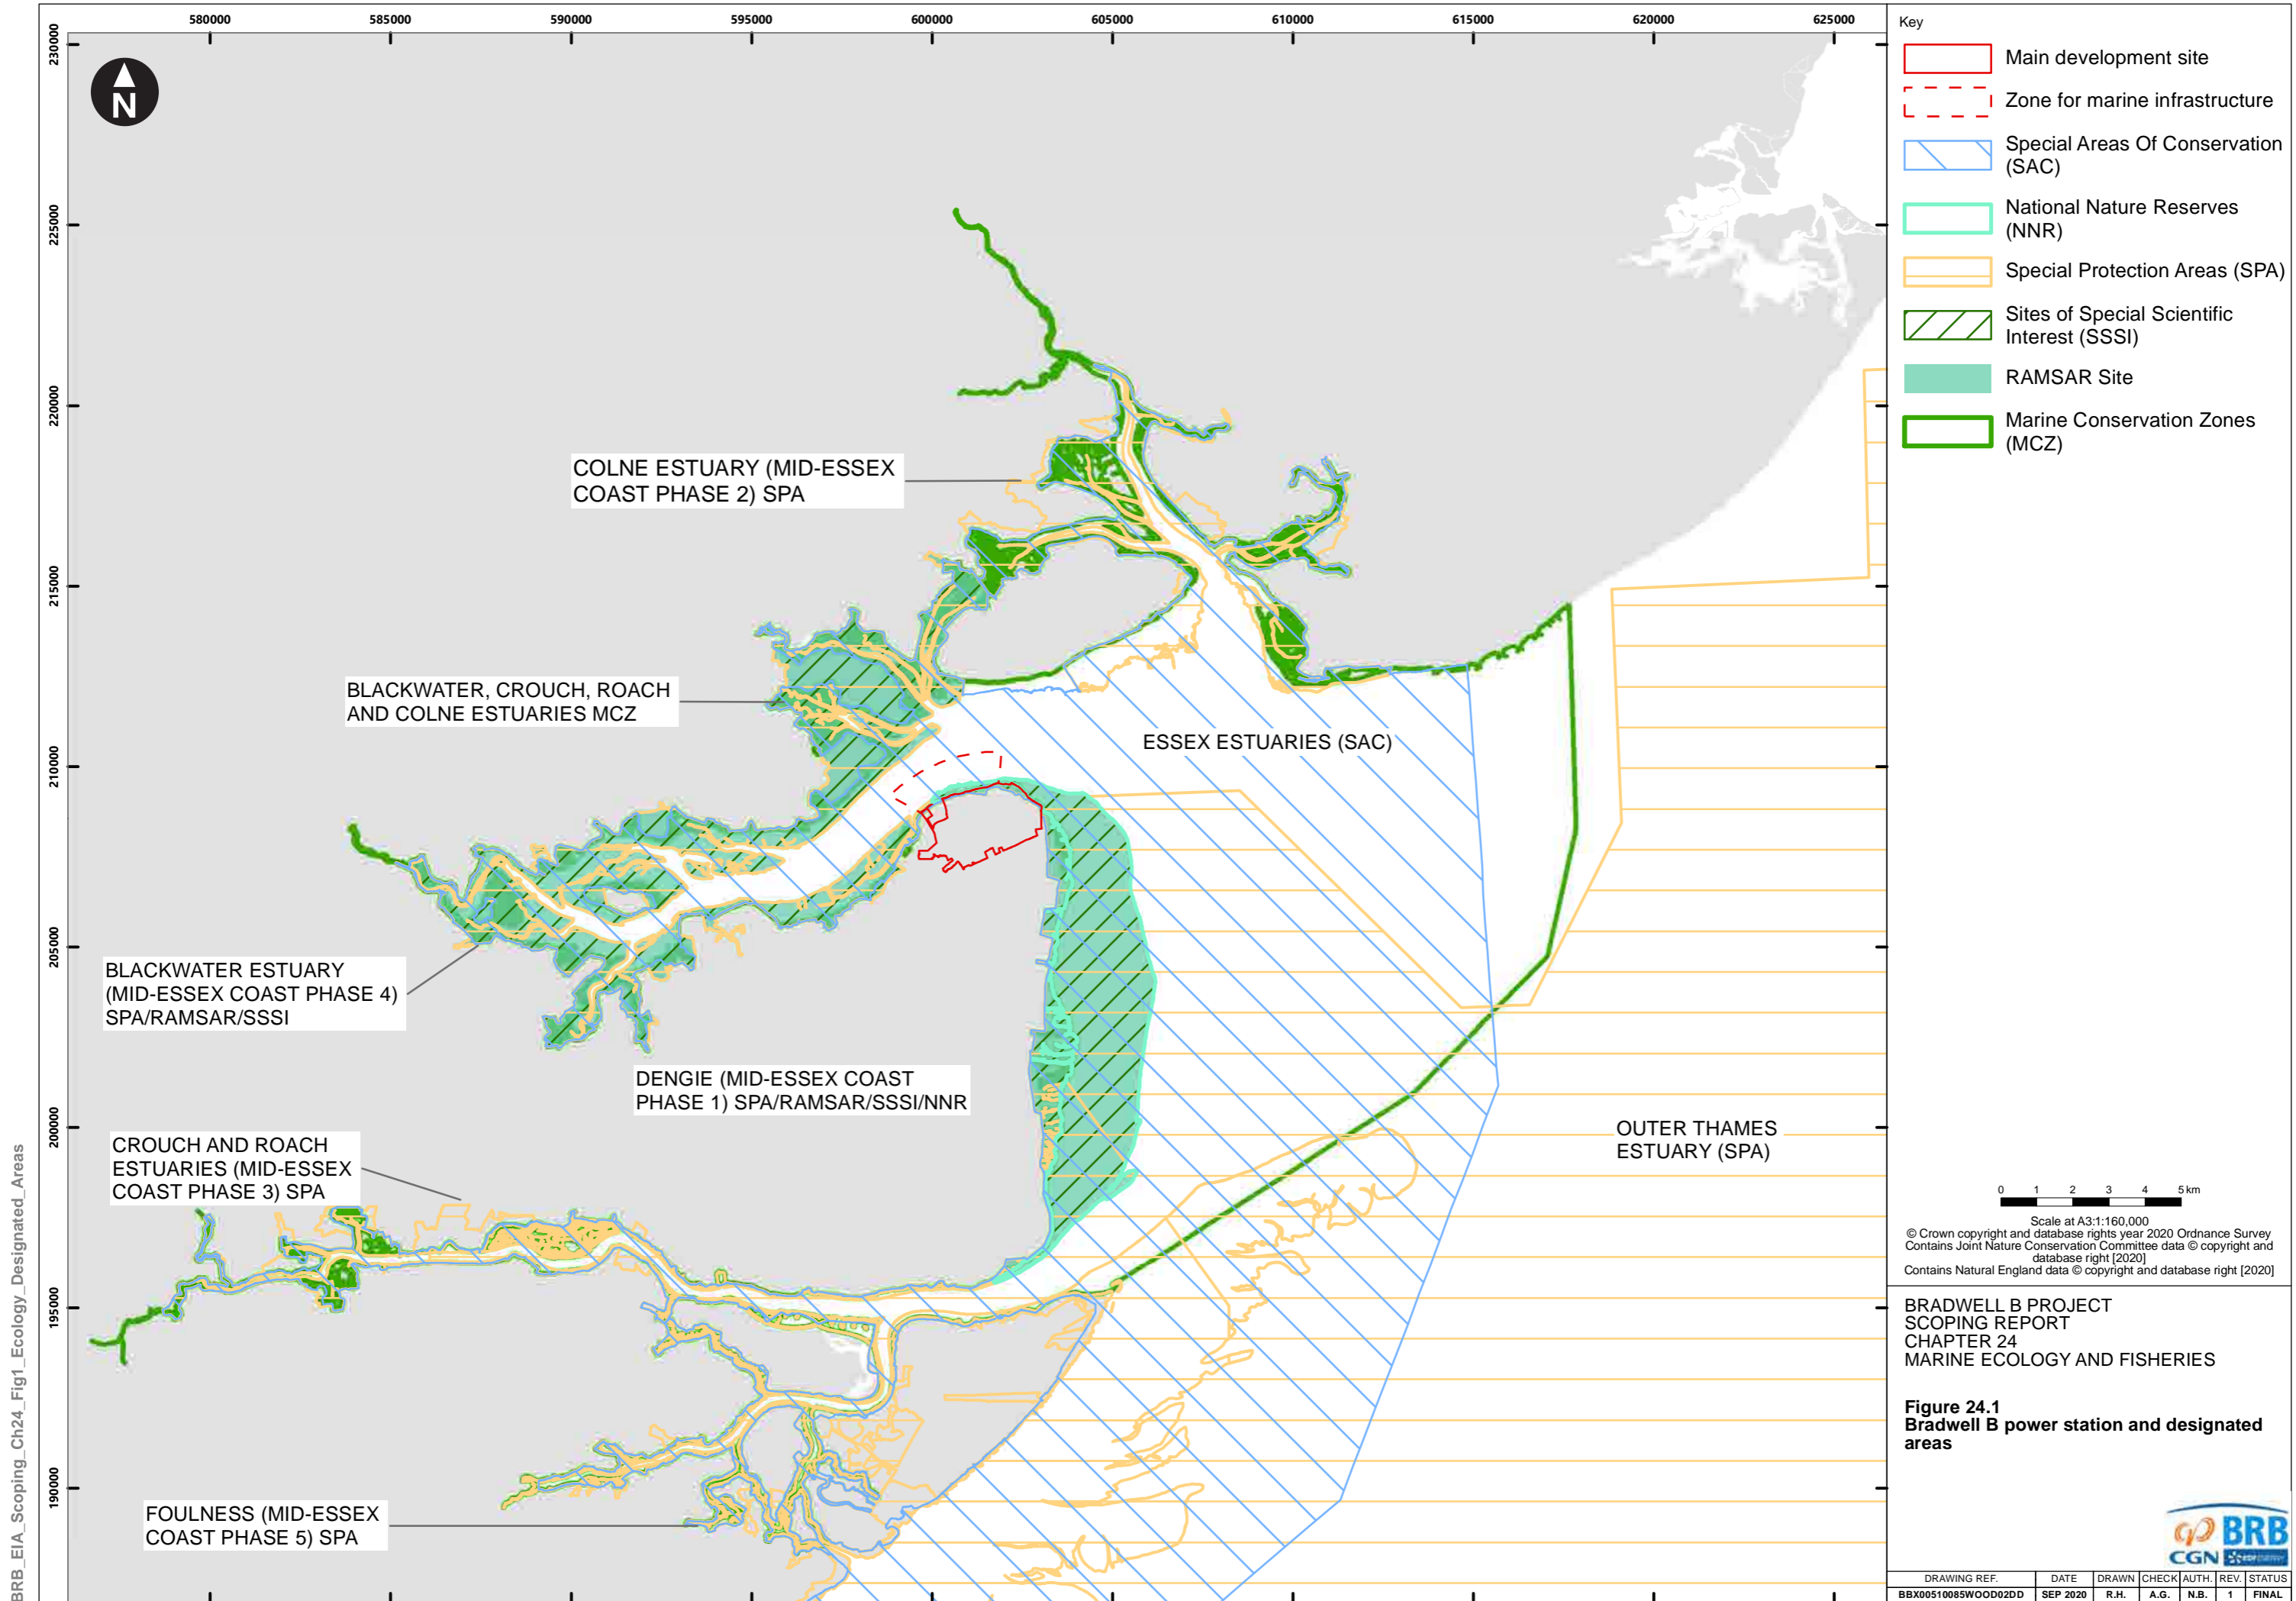 580000 585000 590000 595000 600000 605000 610000 615000 620000 625000
230000
225000
220000
215000
210000
205000
200000
195000
190000
N
COLNE ESTUARY (MID-ESSEX
COAST PHASE 2) SPA
BLACKWATER, CROUCH, ROACH
AND COLNE ESTUARIES MCZ
ESSEX ESTUARIES (SAC)
BLACKWATER ESTUARY
(MID-ESSEX COAST PHASE 4)
SPA/RAMSAR/SSSI
DENGIE (MID-ESSEX COAST
PHASE 1) SPA/RAMSAR/SSSI/NNR
CROUCH AND ROACH
ESTUARIES (MID-ESSEX
COAST PHASE 3) SPA
OUTER THAMES
ESTUARY (SPA)
FOULNESS (MID-ESSEX
COAST PHASE 5) SPA
BRB_EIA_Scoping_Ch24_Fig1_Ecology_Designated_Areas
Key
Main development site
Zone for marine infrastructure
Special Areas Of Conservation
(SAC)
National Nature Reserves
(NNR)
Special Protection Areas (SPA)
Sites of Special Scientific
Interest (SSSI)
RAMSAR Site
Marine Conservation Zones
(MCZ)
0 1 2 3 4 5 km
Scale at A3:1:160,000
© Crown copyright and database rights year 2020 Ordnance Survey
Contains Joint Nature Conservation Committee data © copyright and
database right [2020]
Contains Natural England data © copyright and database right [2020]
BRADWELL B PROJECT
SCOPING REPORT
CHAPTER 24
MARINE ECOLOGY AND FISHERIES
Figure 24.1
Bradwell B power station and designated
areas
BRB
CGN edf ENERGY
DRAWING REF. DATE DRAWN CHECK AUTH. REV. STATUS
BBX00510085WOOD02DD SEP 2020 R.H. A.G. N.B. 1 FINAL